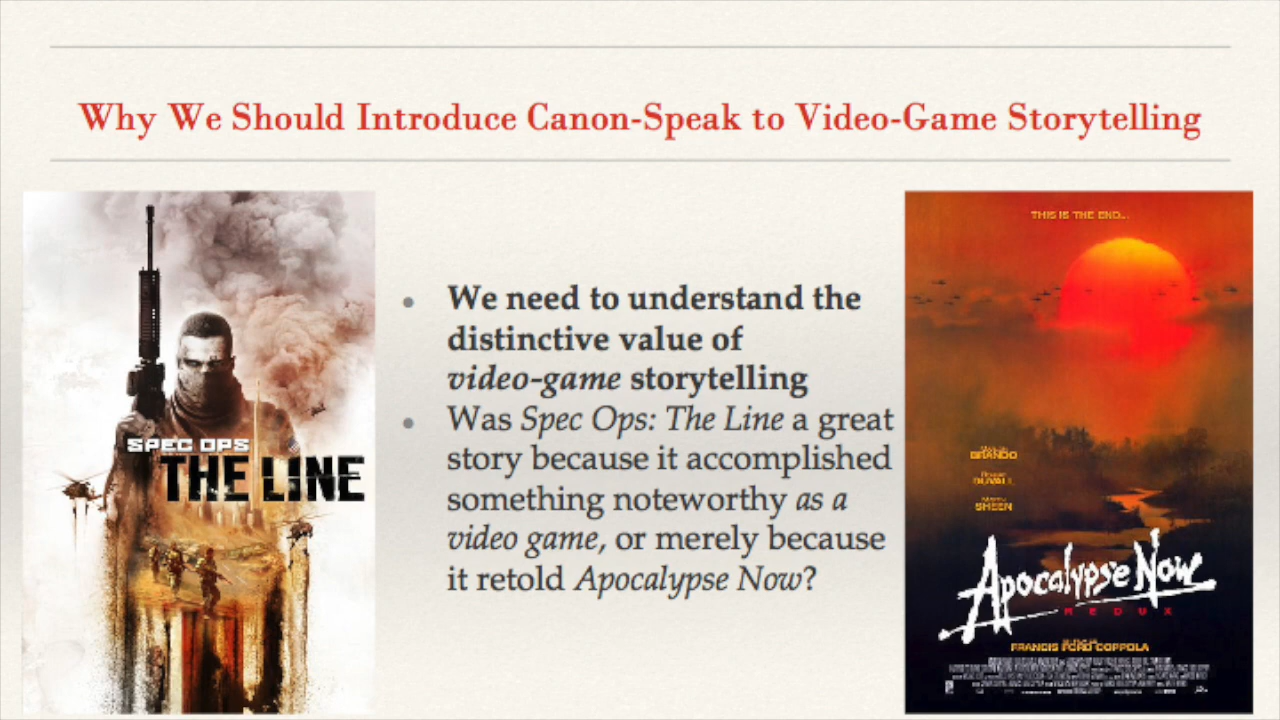 Why We Should Introduce Canon-Speak to Video-Game Storytelling
SPEC OPS
THE LINE
• We need to understand the
distinctive value of
video-game storytelling
• Was Spec Ops: The Line a great
story because it accomplished
something noteworthy as a
video game, or merely because
it retold Apocalypse Now?
THIS IS THE END...
BRANDO
DUVALL
SHEEN
Apocalypse Now
REDUX
FRANCIS FORD COPPOLA